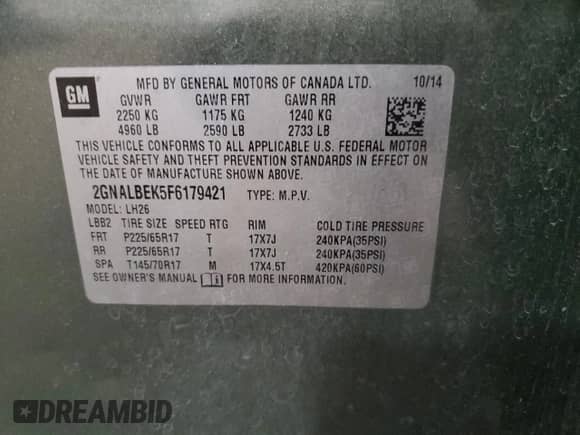 GM
MFD BY GENERAL MOTORS OF CANADA LTD. 10/14
GVWR GAWR FRT GAWR RR
2250 KG 1175 KG 1240 KG
4960 LB 2590 LB 2733 LB
THIS VEHICLE CONFORMS TO ALL APPLICABLE U.S. FEDERAL MOTOR
VEHICLE SAFETY AND THEFT PREVENTION STANDARDS IN EFFECT ON
THE DATE OF MANUFACTURE SHOWN ABOVE.
2GNALBEK5F6179421 TYPE: M.P.V.
MODEL: LH26
LBB2 TIRE SIZE SPEED RTG RIM COLD TIRE PRESSURE
FRT P225/65R17 T 17X7J 240KPA(35PSI)
RR P225/65R17 T 17X7J 240KPA(35PSI)
SPA T145/70R17 M 17X4.5T 420KPA(60PSI)
SEE OWNER'S MANUAL FOR MORE INFORMATION.
DREAMBID